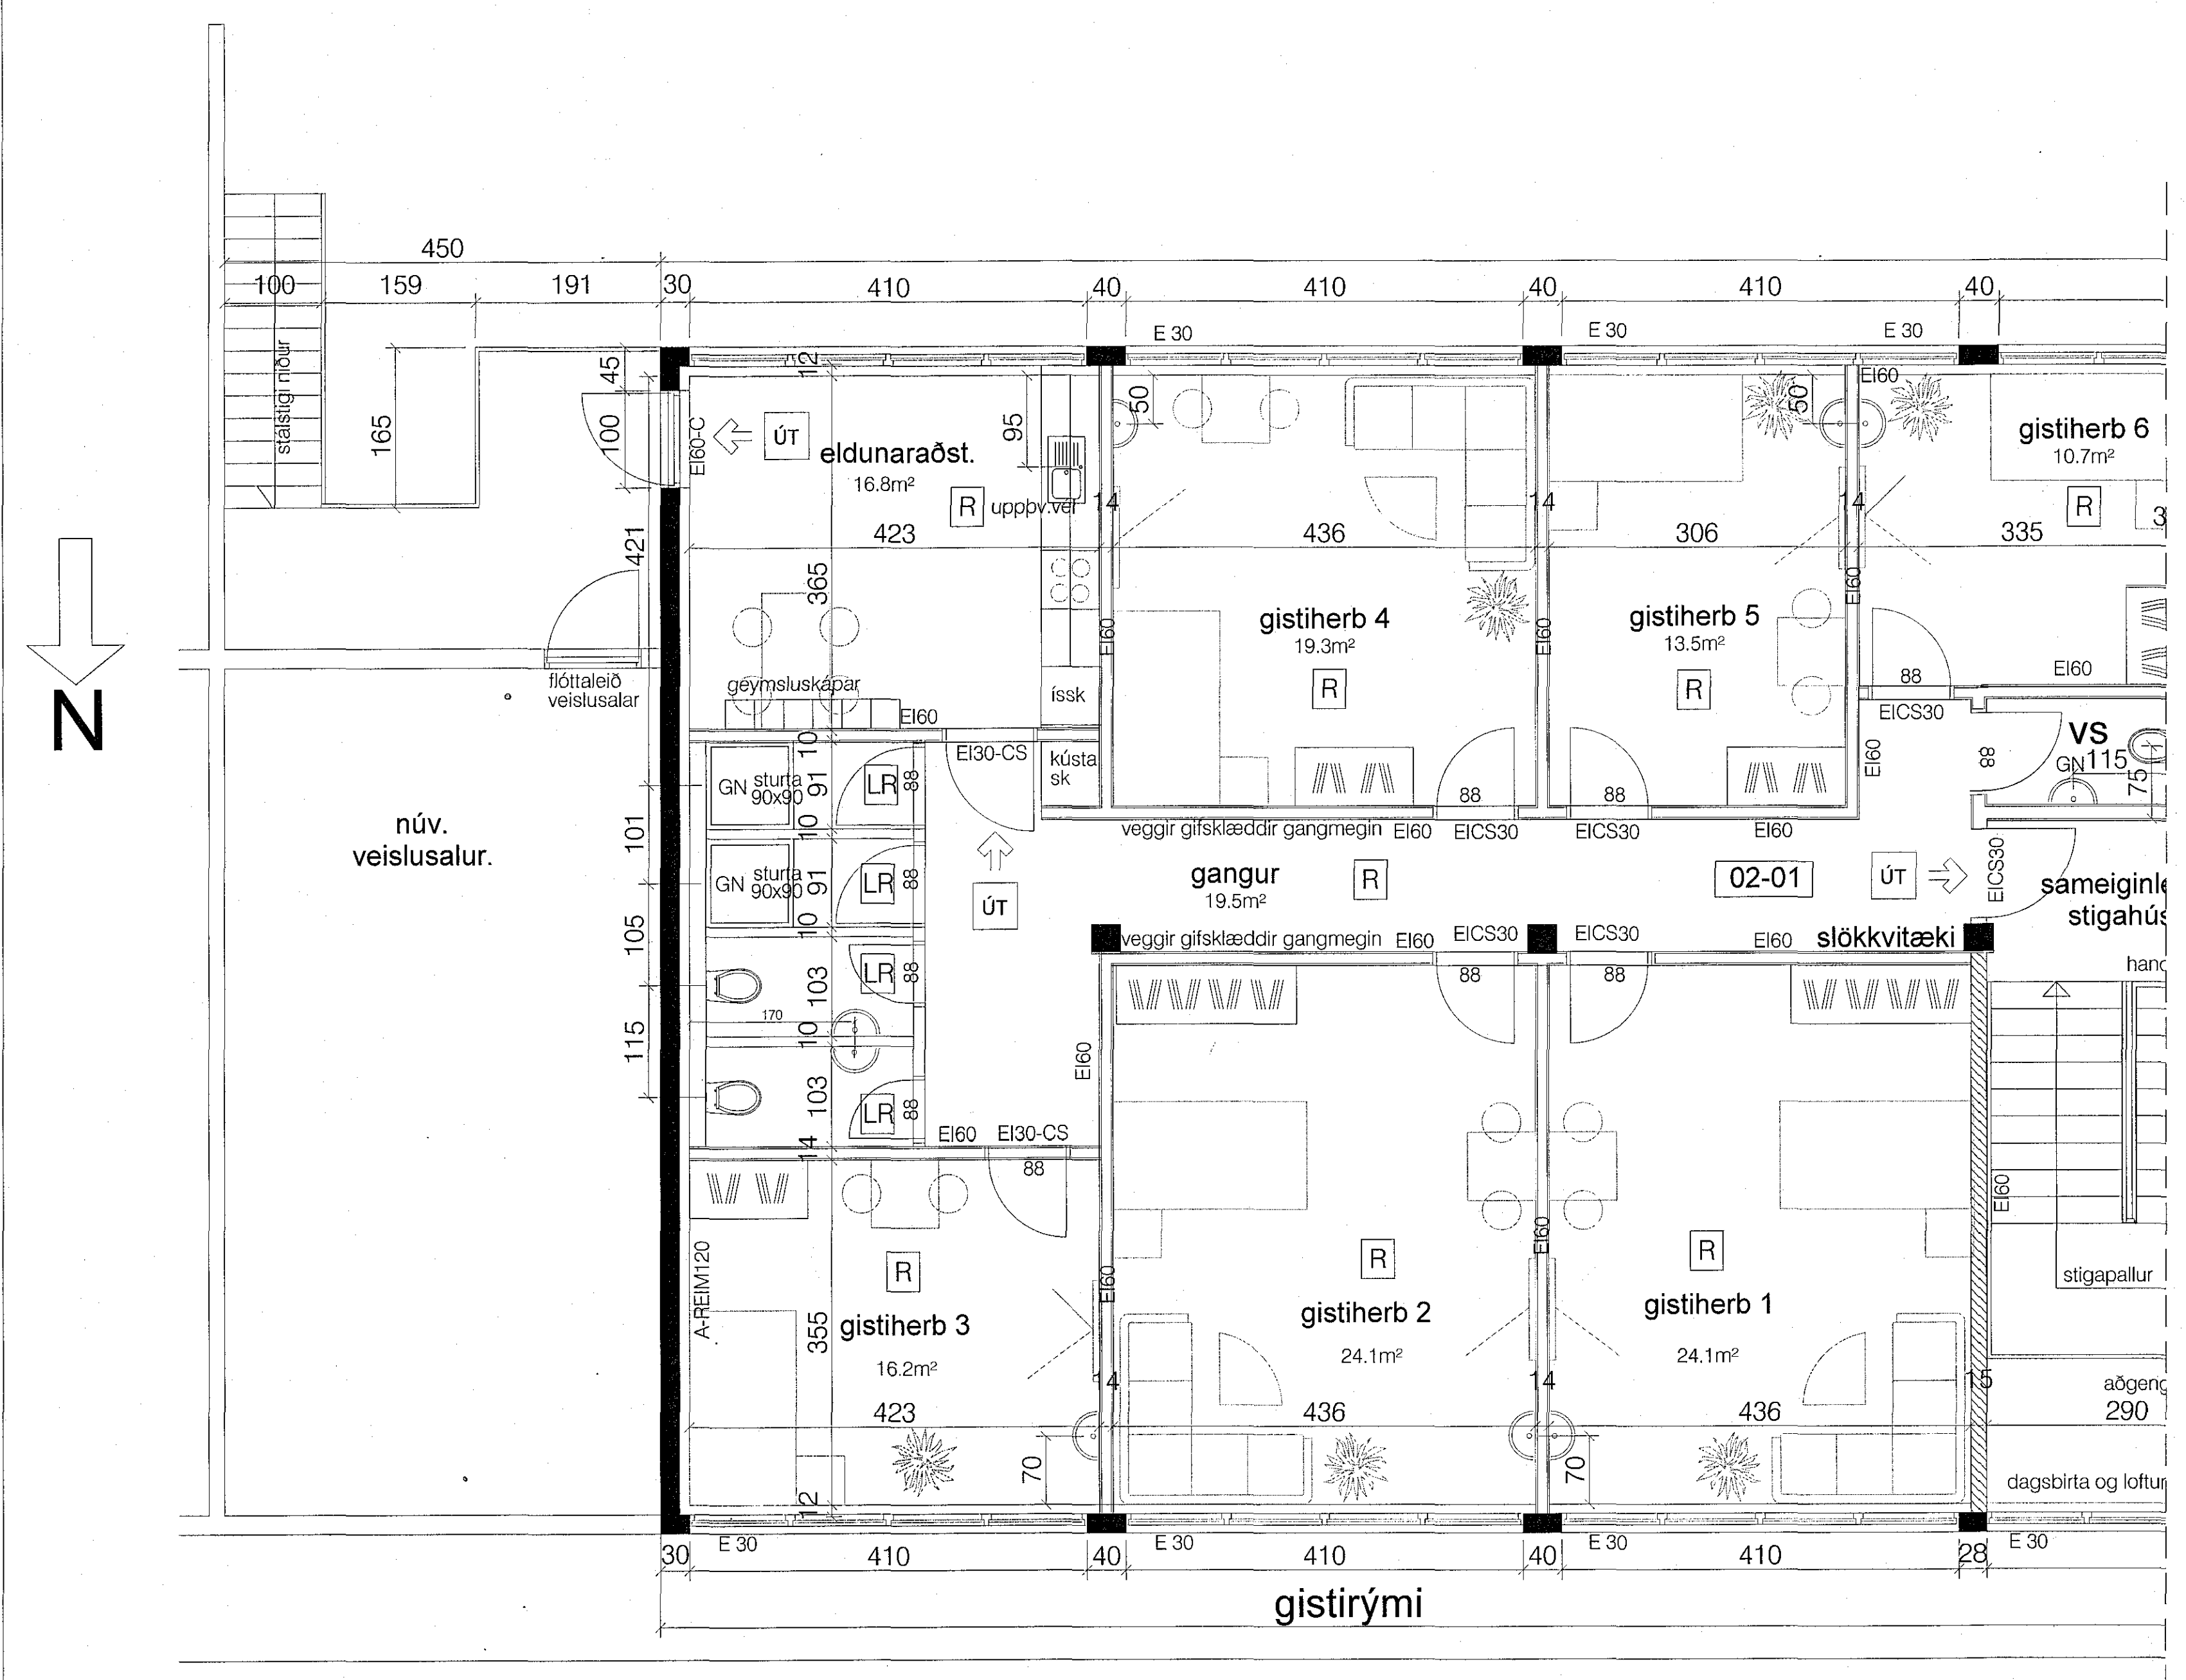 450
100
159
191
30
410
40
410
40
410
40
E 30
E 30
E 30
stálstigi niður
165
45
100
421
EI60-C
ÚT
12
eldunaraðst.
16.8m²
R
uppþv.vél
95
423
365
geymsluskápar
EI60
íssk
50
14
436
gistiherb 4
19.3m²
R
EI60
14
EI60
306
gistiherb 5
13.5m²
R
50
14
EI60
EI60
gistiherb 6
10.7m²
R
3
335
88
EICS30
EI60
EI60
VS
GN
115
75
88
N
flóttaleið
veislusalar
núv.
veislusalur.
101
105
115
10
GN
sturta
90x90
91
LR
88
10
GN
sturta
90x90
91
LR
88
10
103
LR
88
170
10
103
LR
88
14
EI30-CS
kústa
sk
ÚT
88
88
veggir gifsklæddir gangmegin
EI60
EICS30
EICS30
EI60
gangur
19.5m²
R
02-01
ÚT
EICS30
sameiginle
stigahús
veggir gifsklæddir gangmegin
EI60
EICS30
EICS30
EI60
slökkvitæki
88
88
hand
EI60
EI60
EI30-CS
88
A-REIM120
R
gistiherb 3
16.2m²
355
423
70
12
EI60
14
R
gistiherb 2
24.1m²
436
EI60
14
R
gistiherb 1
24.1m²
436
70
15
EI60
stigapallur
aðgeng
290
dagsbirta og loftun
E 30
E 30
E 30
E 30
30
410
40
410
40
410
28
gistirými